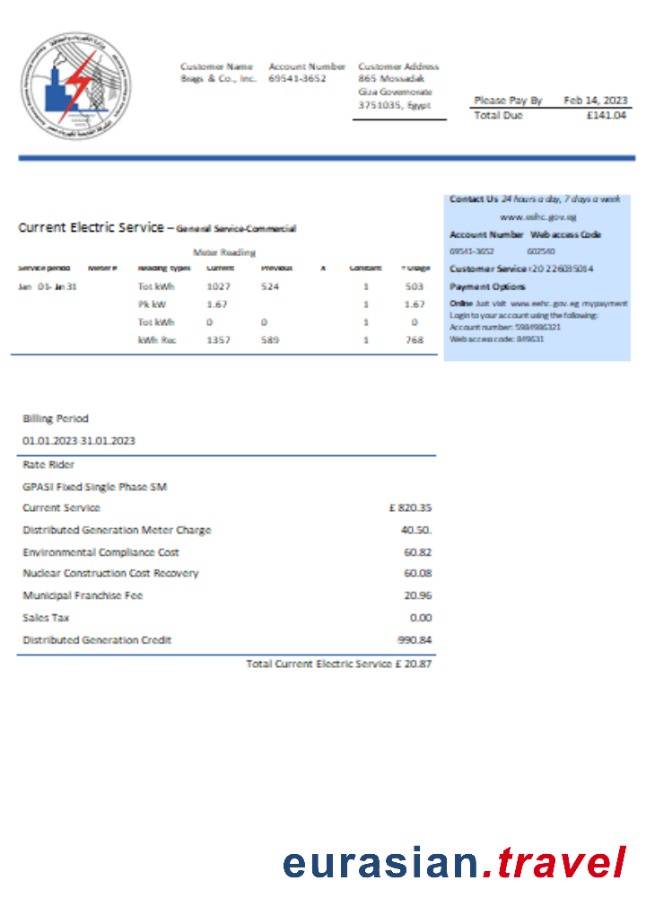 Customer Name Account Number Customer Address
Brags & Co., Inc. 69541-3652 865 Mossadak
Giza Governorate
3751035, Egypt
Please Pay By Feb 14, 2023
Total Due £141.04
Contact Us 24 hours a day, 7 days a week
www.eehc.gov.eg
Account Number Web access Code
69541-3652 602540
Customer Service +20 226035014
Payment Options
Online Just visit www.eehc.gov.eg mypayment
Login to your account using the following:
Account number: 5984986321
Web access code: 849631
Current Electric Service – General Service-Commercial
Meter Reading
Service period Meter # Reading types Current Previous X Constant = Usage
Jan 01- Jan 31 Tot kWh 1027 524 1 503
Pk kW 1.67 1 1.67
Tot kWh 0 0 1 0
kWh Rec 1357 589 1 768
Billing Period
01.01.2023-31.01.2023
Rate Rider
GPASI Fixed Single Phase SM
Current Service £ 820.35
Distributed Generation Meter Charge 40.50.
Environmental Compliance Cost 60.82
Nuclear Construction Cost Recovery 60.08
Municipal Franchise Fee 20.96
Sales Tax 0.00
Distributed Generation Credit -990.84
Total Current Electric Service £ 20.87
eurasian.travel